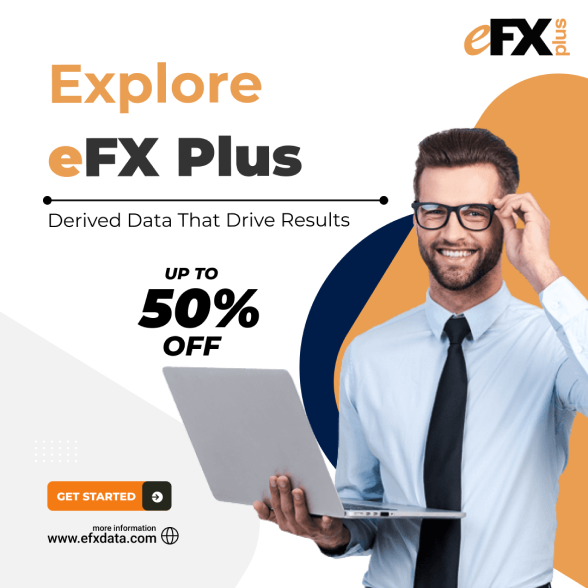 eFX plus
Explore
eFX Plus
Derived Data That Drive Results
UP TO
50%
OFF
GET STARTED
more information
www.efxdata.com